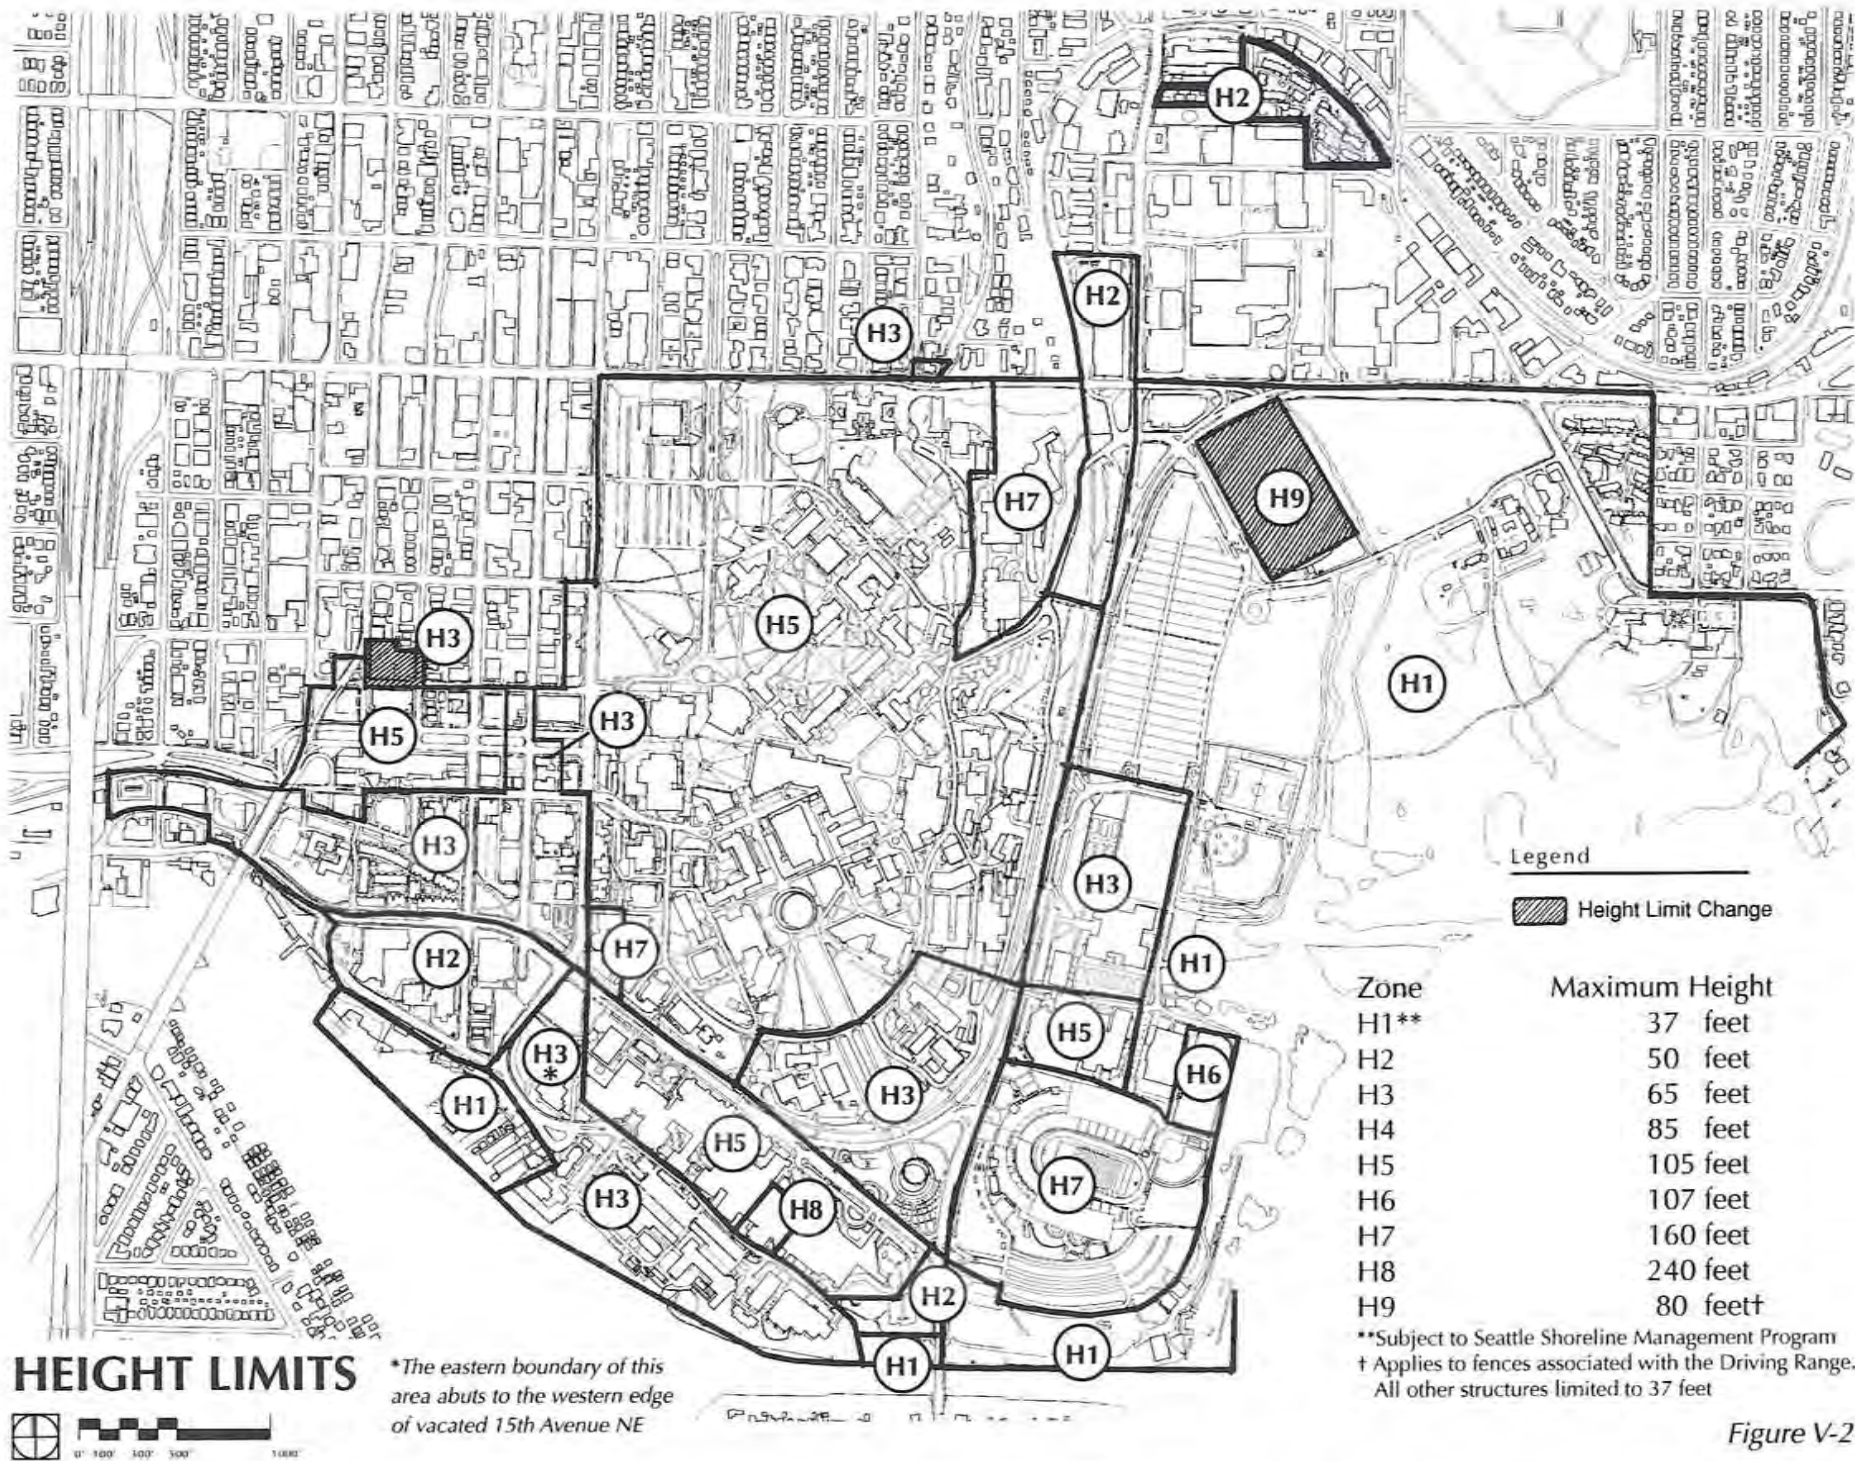 H2
H2
H3
H9
H7
H5
H3
H1
H3
H5
H3
H3
H7
H1
H2
H5
H3
*
H6
H3
H1
H5
H7
H3
H8
H2
H1
H1
Legend
Height Limit Change
Zone Maximum Height
H1** 37 feet
H2 50 feet
H3 65 feet
H4 85 feet
H5 105 feet
H6 107 feet
H7 160 feet
H8 240 feet
H9 80 feet†
**Subject to Seattle Shoreline Management Program
† Applies to fences associated with the Driving Range.
All other structures limited to 37 feet
HEIGHT LIMITS
*The eastern boundary of this
area abuts to the western edge
of vacated 15th Avenue NE
0' 100' 300' 500' 1000'
Figure V-2